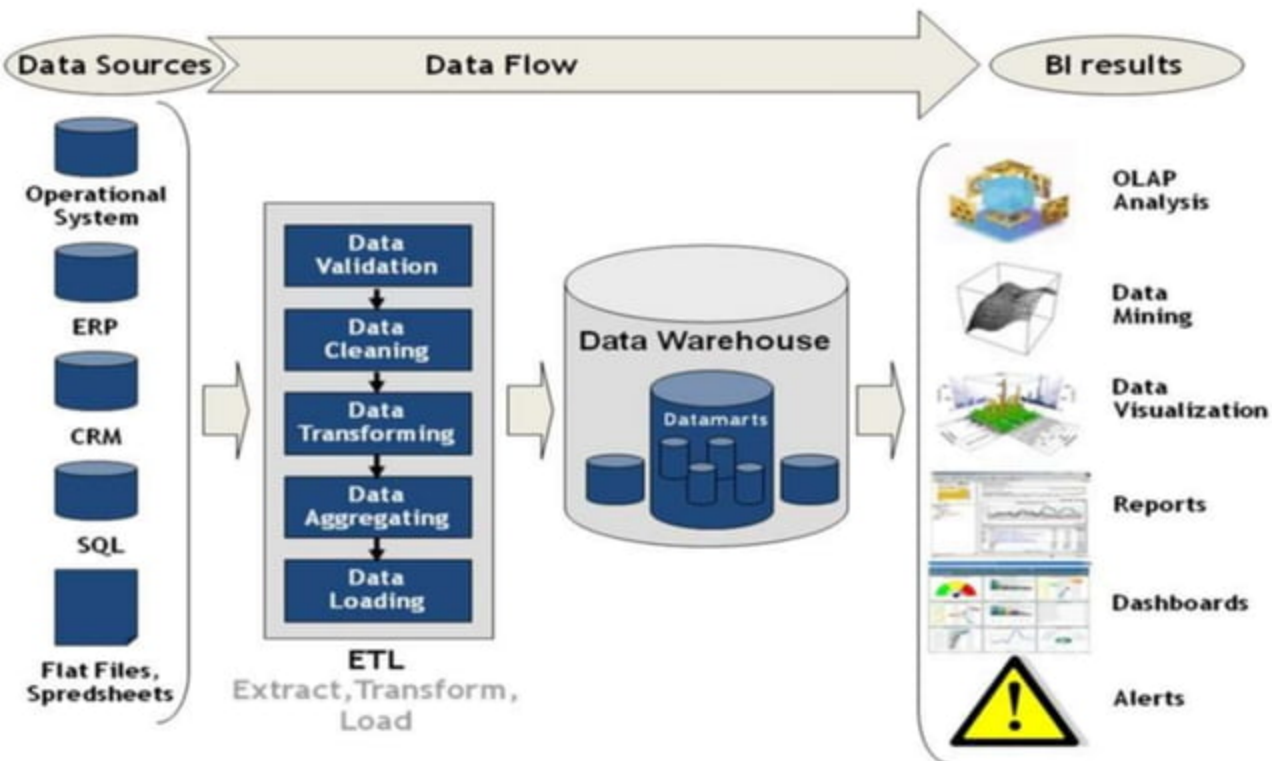 Data Sources
Data Flow
BI results
Operational
System
ERP
CRM
SQL
Flat Files,
Spredsheets
Data
Validation
Data
Cleaning
Data
Transforming
Data
Aggregating
Data
Loading
ETL
Extract, Transform,
Load
Data Warehouse
Datamarts
OLAP
Analysis
Data
Mining
Data
Visualization
Reports
Dashboards
Alerts